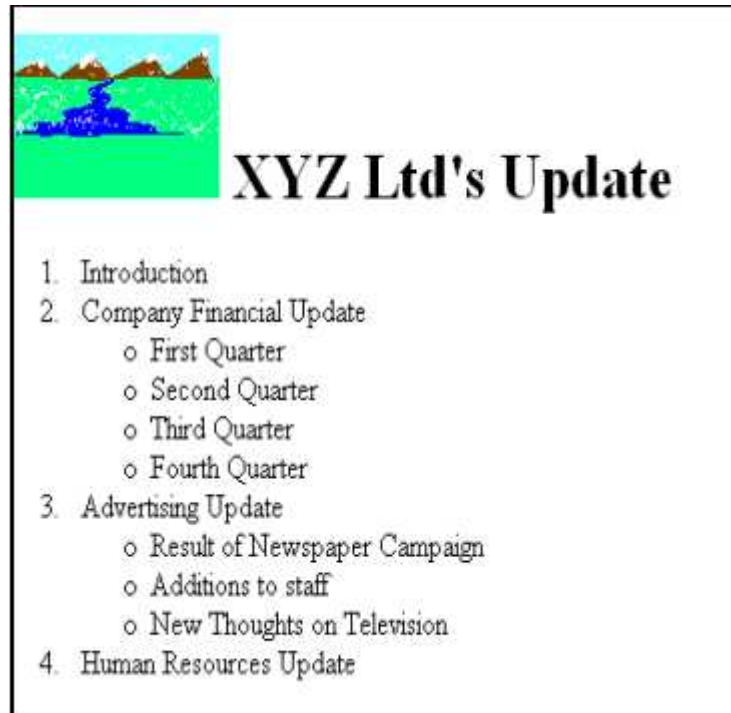 XYZ Ltd's Update
1. Introduction
2. Company Financial Update
o First Quarter
o Second Quarter
o Third Quarter
o Fourth Quarter
3. Advertising Update
o Result of Newspaper Campaign
o Additions to staff
o New Thoughts on Television
4. Human Resources Update